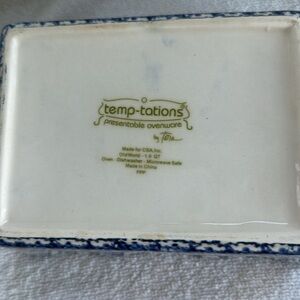 temp-tations
presentable ovenware
by Tara
Made for CSA, Inc.
Old World - 1.5 QT
Oven - Dishwasher - Microwave Safe
Made in China